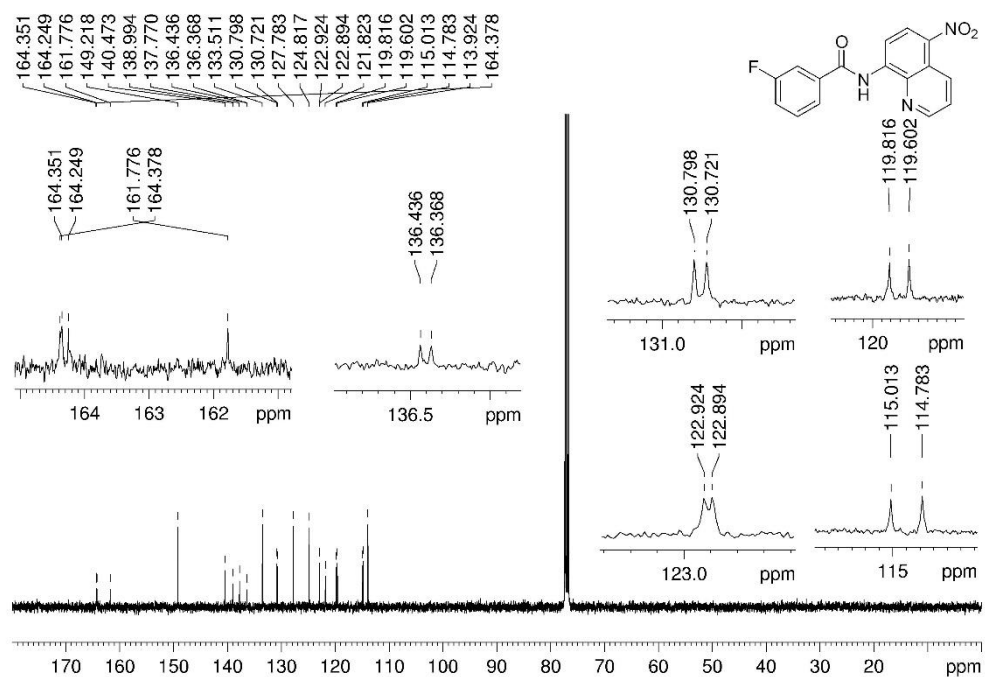 164.351
164.249
161.776
149.218
140.473
138.994
137.770
136.436
136.368
133.511
130.798
130.721
127.783
124.817
122.924
122.894
121.823
119.816
119.602
115.013
114.783
113.924
164.378
O
F
N
H
N
NO2
164.351
164.249
161.776
164.378
164 163 162 ppm
136.436
136.368
136.5 ppm
130.798
130.721
131.0 ppm
119.816
119.602
120 ppm
122.924
122.894
123.0 ppm
115.013
114.783
115 ppm
170 160 150 140 130 120 110 100 90 80 70 60 50 40 30 20 ppm